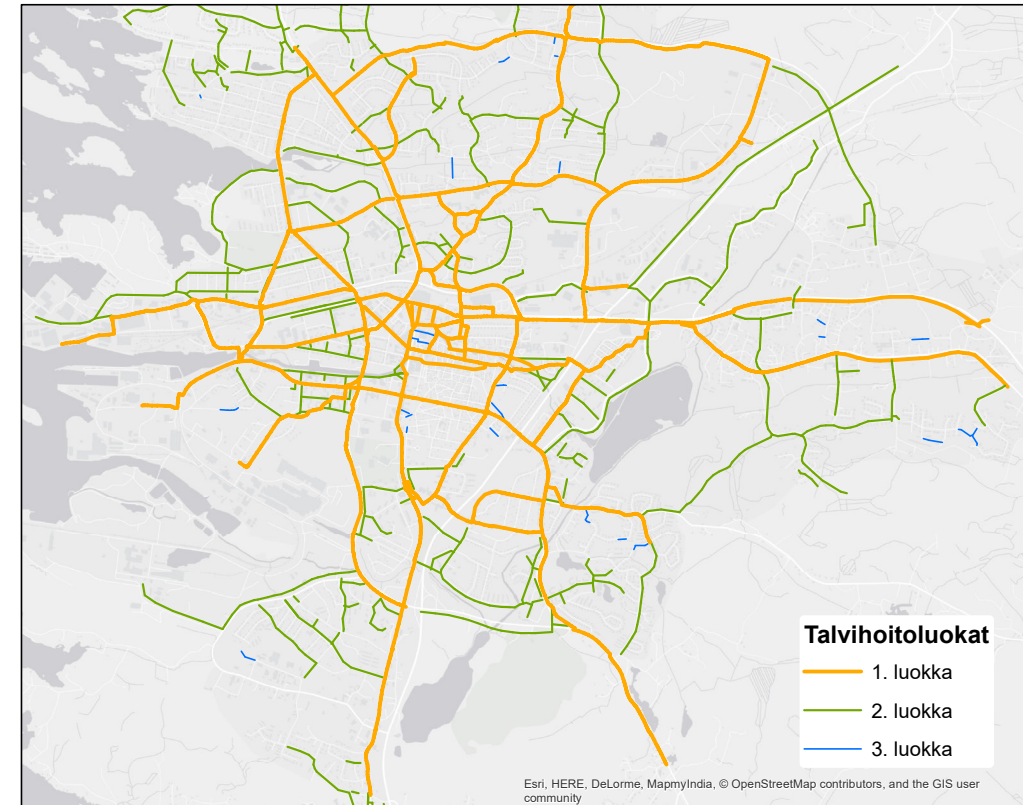 Talvihoitoluokat
1. luokka
2. luokka
3. luokka
Esri, HERE, DeLorme, MapmyIndia, © OpenStreetMap contributors, and the GIS user
community